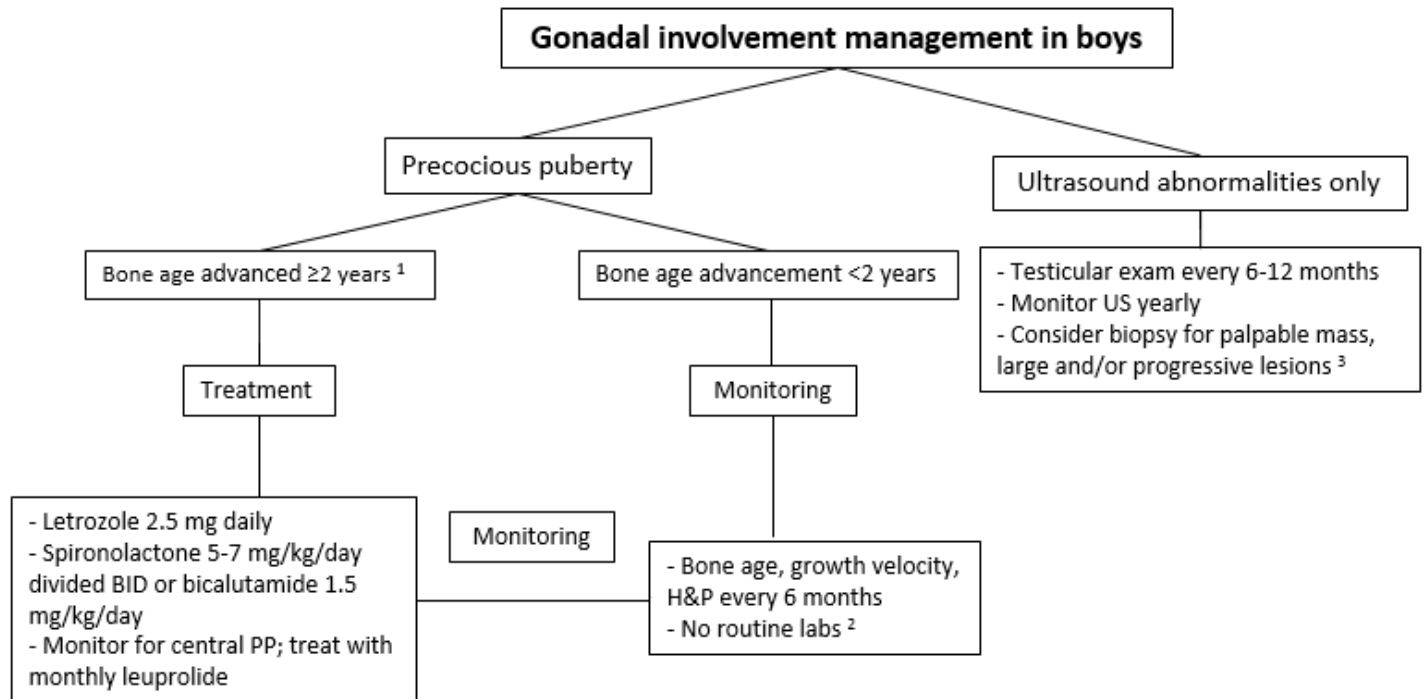 Gonadal involvement management in boys
Precocious puberty
Ultrasound abnormalities only
Bone age advanced ≥2 years ¹
Bone age advancement <2 years
- Testicular exam every 6-12 months
- Monitor US yearly
- Consider biopsy for palpable mass,
large and/or progressive lesions ³
Treatment
Monitoring
- Letrozole 2.5 mg daily
- Spironolactone 5-7 mg/kg/day
divided BID or bicalutamide 1.5
mg/kg/day
- Monitor for central PP; treat with
monthly leuprolide
Monitoring
- Bone age, growth velocity,
H&P every 6 months
- No routine labs ²